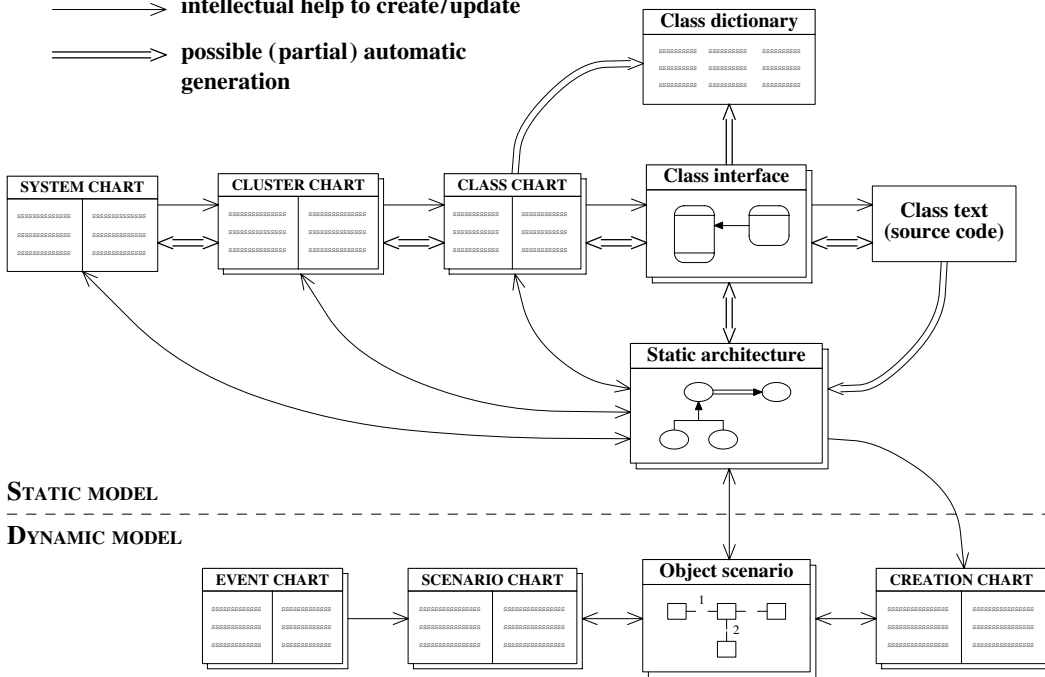 intellectual help to create/update
possible (partial) automatic
generation
Class dictionary
SYSTEM CHART
CLUSTER CHART
CLASS CHART
Class interface
Class text
(source code)
Static architecture
STATIC MODEL
DYNAMIC MODEL
EVENT CHART
SCENARIO CHART
Object scenario
1
2
CREATION CHART